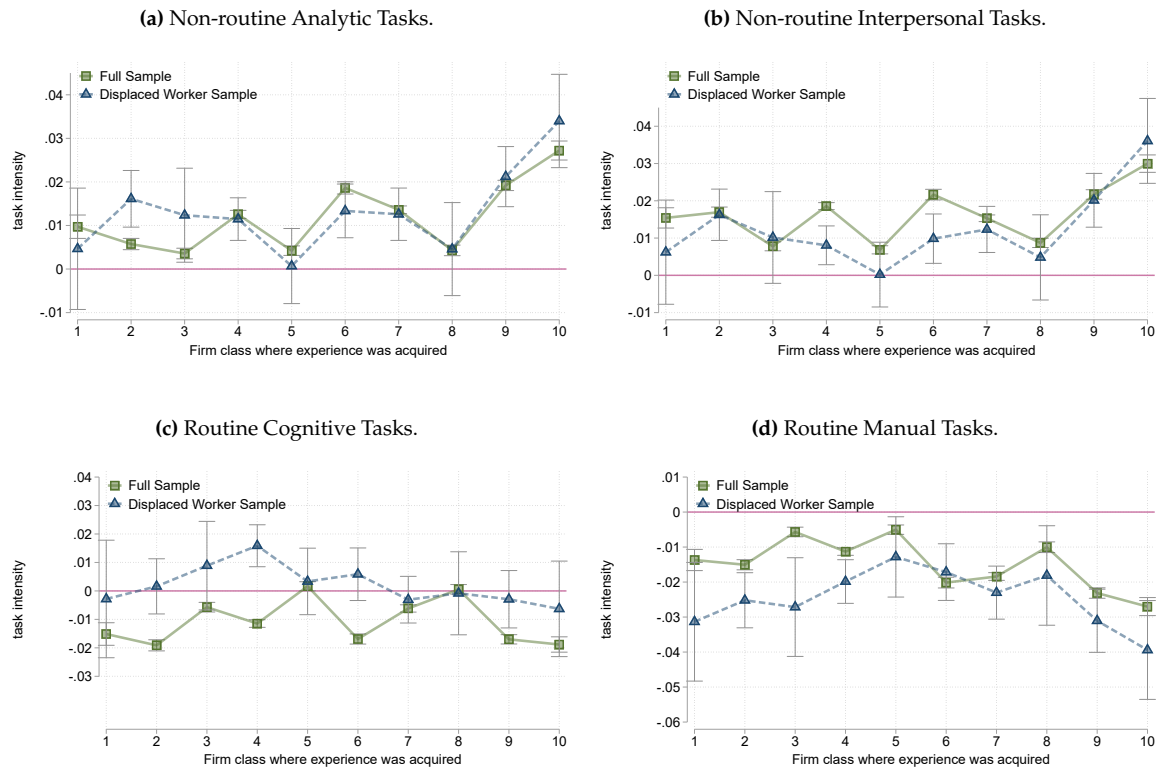 (a) Non-routine Analytic Tasks.
Full Sample
Displaced Worker Sample
.04
.03
.02
.01
0
-.01
task intensity
1 2 3 4 5 6 7 8 9 10
Firm class where experience was acquired
(b) Non-routine Interpersonal Tasks.
Full Sample
Displaced Worker Sample
.04
.03
.02
.01
0
-.01
task intensity
1 2 3 4 5 6 7 8 9 10
Firm class where experience was acquired
(c) Routine Cognitive Tasks.
.04
Full Sample
.03
Displaced Worker Sample
.02
.01
0
-.01
-.02
-.03
task intensity
1 2 3 4 5 6 7 8 9 10
Firm class where experience was acquired
(d) Routine Manual Tasks.
.01
Full Sample
Displaced Worker Sample
0
-.01
-.02
-.03
-.04
-.05
-.06
task intensity
1 2 3 4 5 6 7 8 9 10
Firm class where experience was acquired